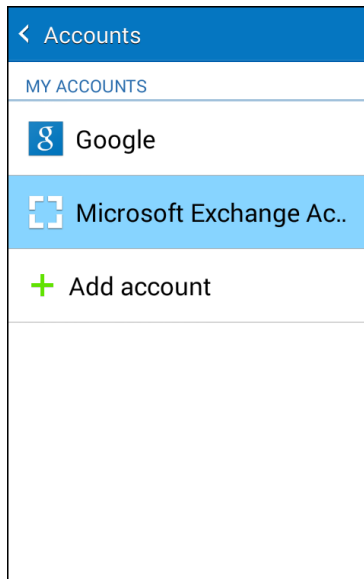 Accounts
MY ACCOUNTS
g Google
Microsoft Exchange Ac..
Add account